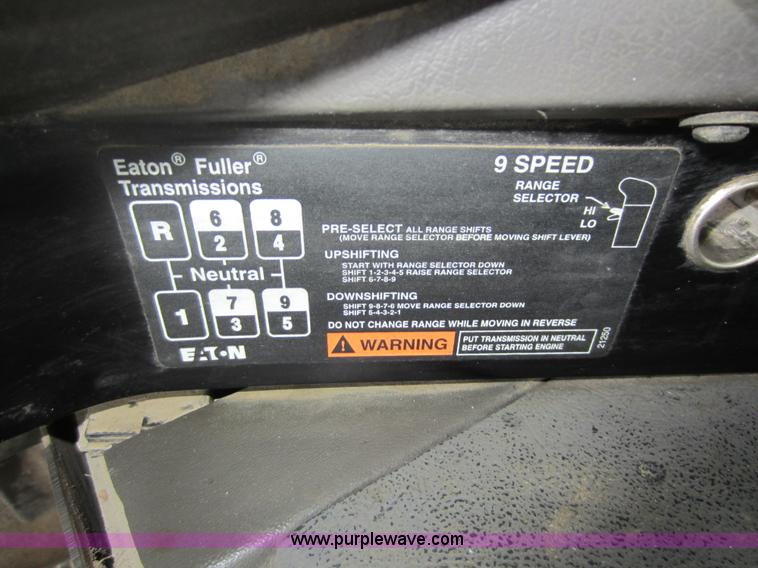 Eaton® Fuller®
Transmissions
9 SPEED
RANGE
SELECTOR
HI
LO
R 6 8
2 4
Neutral
1 7 9
3 5
EATON
PRE-SELECT ALL RANGE SHIFTS
(MOVE RANGE SELECTOR BEFORE MOVING SHIFT LEVER)
UPSHIFTING
START WITH RANGE SELECTOR DOWN
SHIFT 1-2-3-4-5 RAISE RANGE SELECTOR
SHIFT 6-7-8-9
DOWNSHIFTING
SHIFT 9-8-7-6 MOVE RANGE SELECTOR DOWN
SHIFT 5-4-3-2-1
DO NOT CHANGE RANGE WHILE MOVING IN REVERSE
WARNING
PUT TRANSMISSION IN NEUTRAL
BEFORE STARTING ENGINE
21250
www.purplewave.com